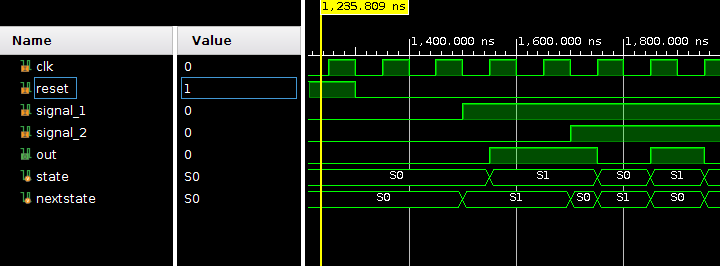 1,235.809 ns
Name Value
1,400.000 ns 1,600.000 ns 1,800.000 ns
clk 0
reset 1
signal_1 0
signal_2 0
out 0
state S0 S0 S1 S0 S1
nextstate S0 S0 S1 S0 S1 S0